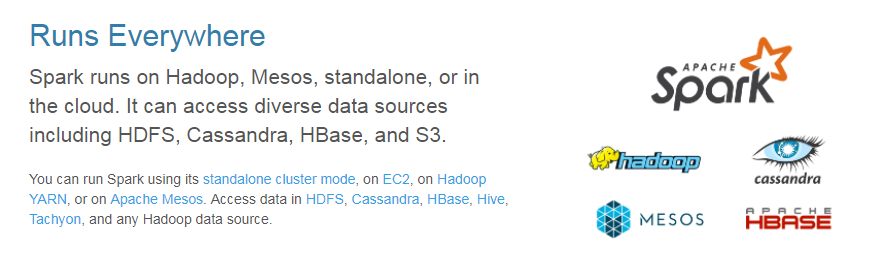 Runs Everywhere
Spark runs on Hadoop, Mesos, standalone, or in
the cloud. It can access diverse data sources
including HDFS, Cassandra, HBase, and S3.
You can run Spark using its standalone cluster mode, on EC2, on Hadoop
YARN, or on Apache Mesos. Access data in HDFS, Cassandra, HBase, Hive,
Tachyon, and any Hadoop data source.
APACHE
Spark
hadoop
cassandra
MESOS
APACHE
HBASE